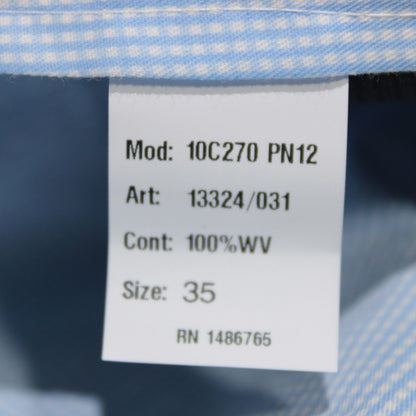 Mod: 10C270 PN12
Art: 13324/031
Cont: 100%WV
Size: 35
RN 1486765